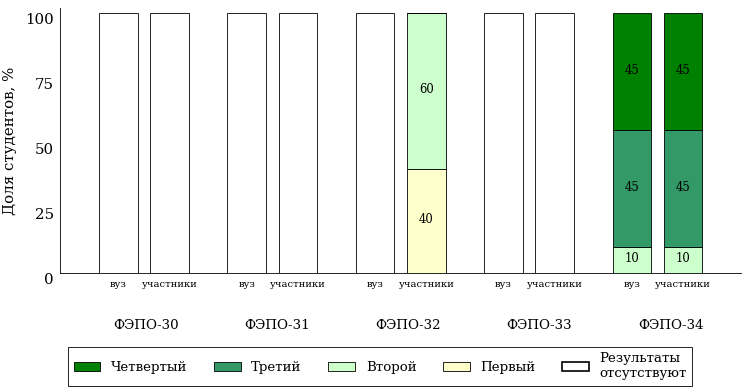 Доля студентов, %
100
75
50
25
0
60
40
45
45
10
45
45
10
вуз участники вуз участники вуз участники вуз участники вуз участники
ФЭПО-30 ФЭПО-31 ФЭПО-32 ФЭПО-33 ФЭПО-34
Четвертый Третий Второй Первый Результаты
отсутствуют